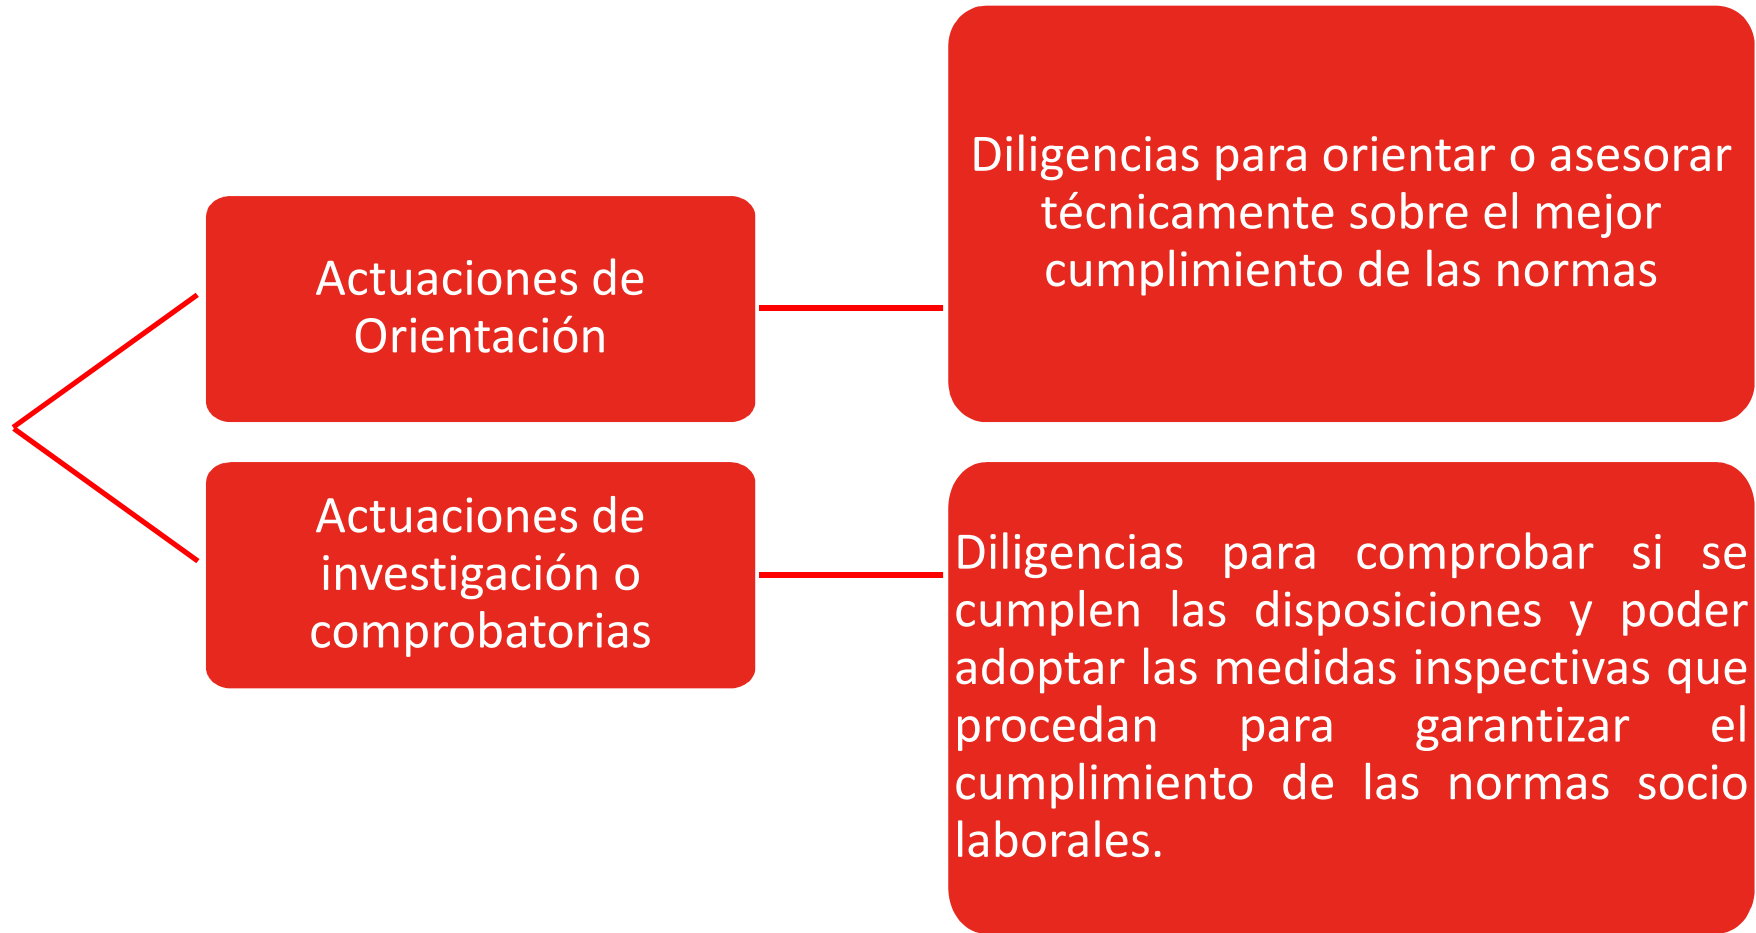 Actuaciones de
Orientación
Diligencias para orientar o asesorar
técnicamente sobre el mejor
cumplimiento de las normas
Actuaciones de
investigación o
comprobatorias
Diligencias para comprobar si se
cumplen las disposiciones y poder
adoptar las medidas inspectivas que
procedan para garantizar el
cumplimiento de las normas socio
laborales.